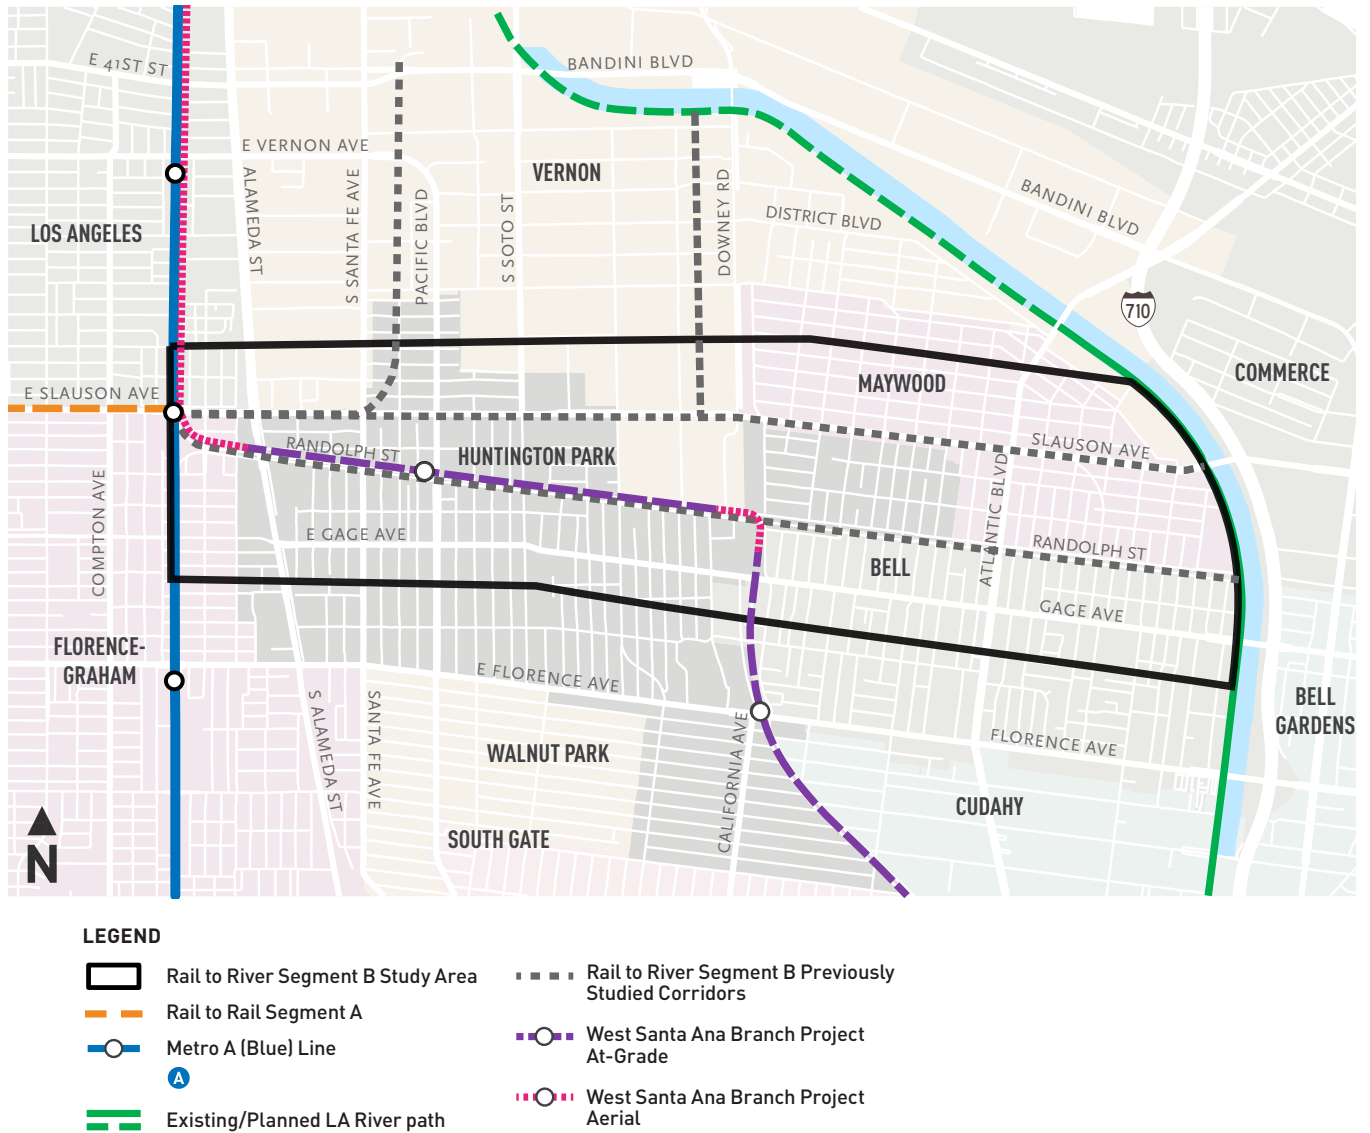 E 41ST ST
BANDINI BLVD
E VERNON AVE
VERNON
ALAMEDA ST
S SANTA FE AVE
PACIFIC BLVD
S SOTO ST
DOWNEY RD
DISTRICT BLVD
BANDINI BLVD
LOS ANGELES
710
E SLAUSON AVE
MAYWOOD
COMMERCE
RANDOLPH ST
HUNTINGTON PARK
SLAUSON AVE
COMPTON AVE
ATLANTIC BLVD
E GAGE AVE
RANDOLPH ST
BELL
GAGE AVE
FLORENCE-
GRAHAM
E FLORENCE AVE
S ALAMEDA ST
SANTA FE AVE
CALIFORNIA AVE
BELL
GARDENS
WALNUT PARK
FLORENCE AVE
CUDAHY
SOUTH GATE
N
LEGEND
Rail to River Segment B Study Area
Rail to Rail Segment A
Metro A (Blue) Line
A
Existing/Planned LA River path
Rail to River Segment B Previously
Studied Corridors
West Santa Ana Branch Project
At-Grade
West Santa Ana Branch Project
Aerial